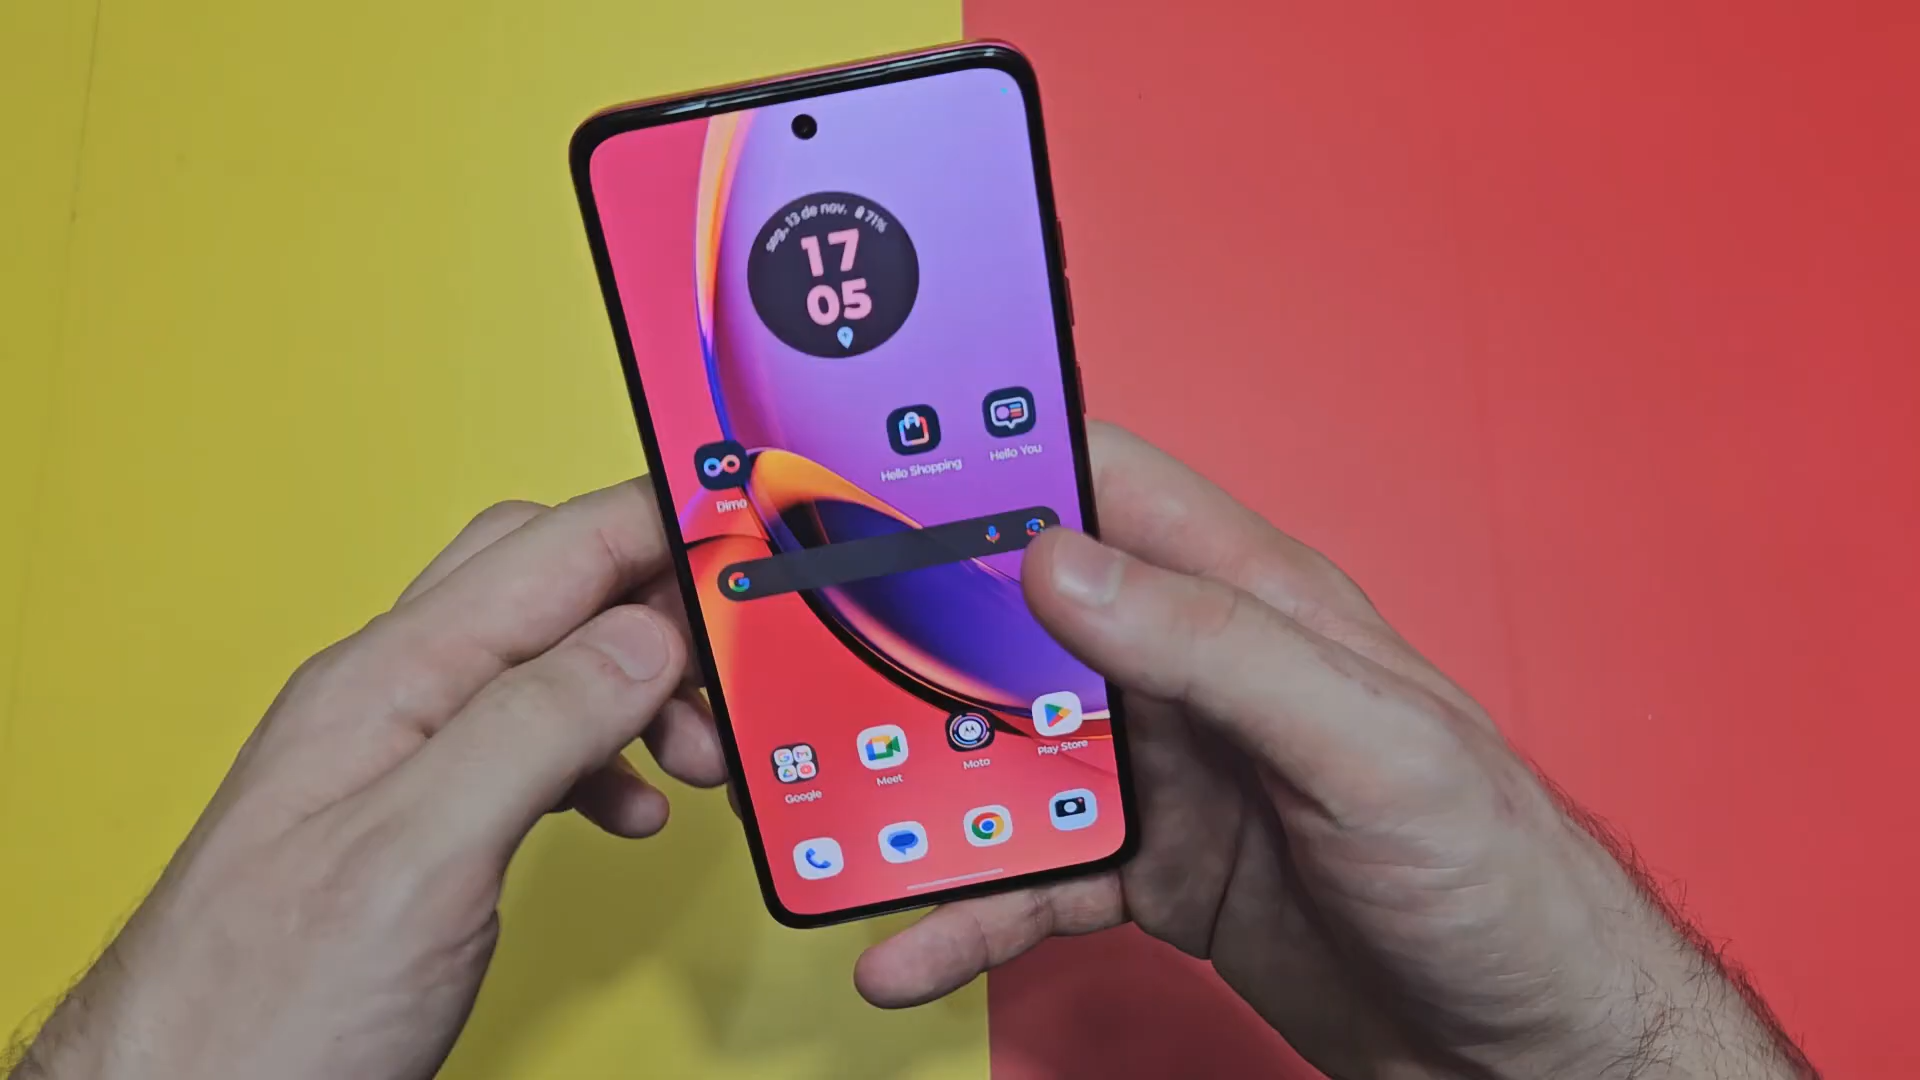 seg., 13 de nov. 71%
17
05
Hello Shopping
Hello You
Dimo
Google
Meet
Moto
Play Store